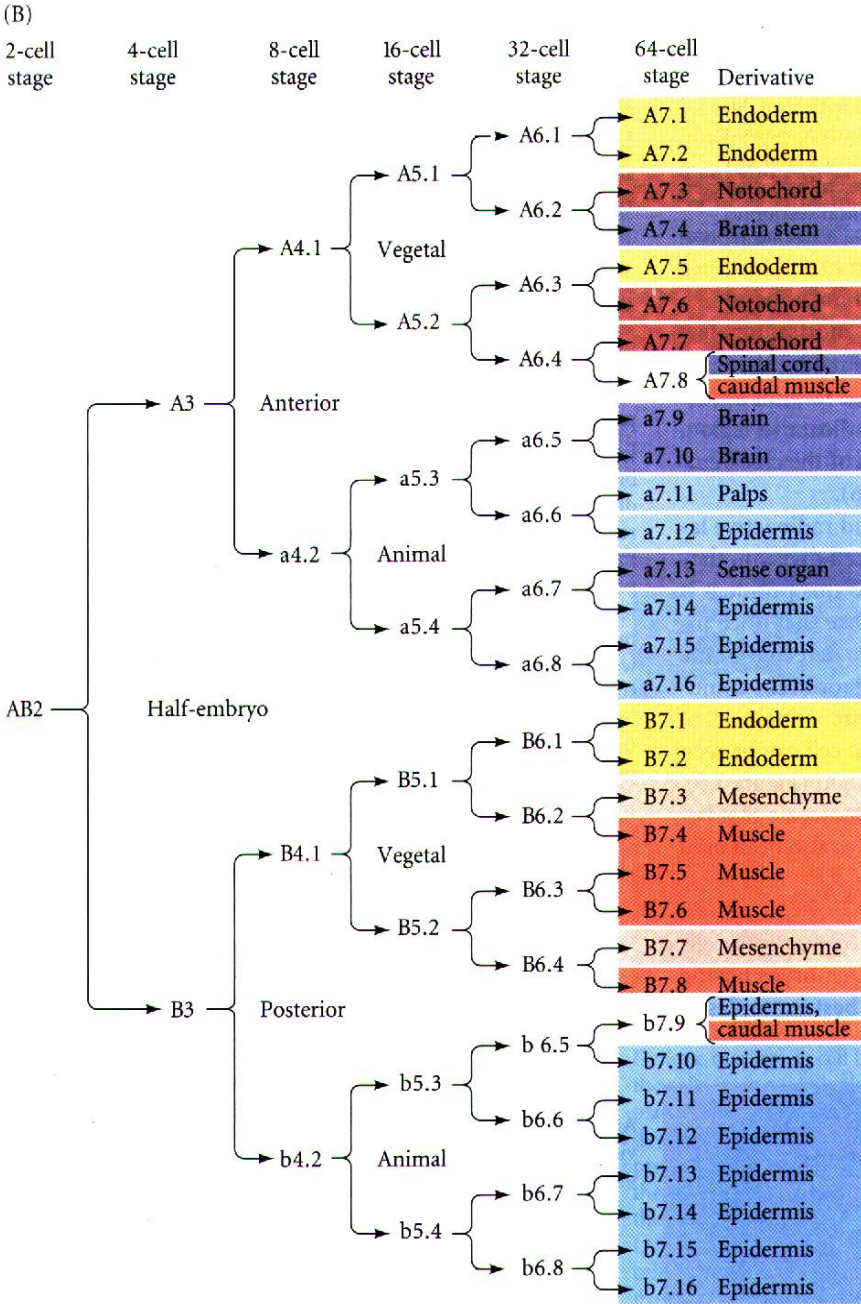 (B)
2-cell stage
4-cell stage
8-cell stage
16-cell stage
32-cell stage
64-cell stage
Derivative
A7.1 Endoderm
A6.1
A7.2 Endoderm
A5.1
A7.3 Notochord
A6.2
A7.4 Brain stem
A4.1
Vegetal
A7.5 Endoderm
A6.3
A7.6 Notochord
A5.2
A7.7 Notochord
A6.4
A7.8 Spinal cord,
caudal muscle
A3
Anterior
a7.9 Brain
a6.5
a7.10 Brain
a5.3
a7.11 Palps
a6.6
a7.12 Epidermis
a4.2
Animal
a7.13 Sense organ
a6.7
a7.14 Epidermis
a5.4
a7.15 Epidermis
a6.8
a7.16 Epidermis
AB2
Half-embryo
B7.1 Endoderm
B6.1
B7.2 Endoderm
B5.1
B7.3 Mesenchyme
B6.2
B7.4 Muscle
B4.1
Vegetal
B7.5 Muscle
B6.3
B7.6 Muscle
B5.2
B7.7 Mesenchyme
B6.4
B7.8 Muscle
B3
Posterior
b7.9 Epidermis,
caudal muscle
b 6.5
b7.10 Epidermis
b5.3
b7.11 Epidermis
b6.6
b7.12 Epidermis
b4.2
Animal
b7.13 Epidermis
b6.7
b7.14 Epidermis
b5.4
b7.15 Epidermis
b6.8
b7.16 Epidermis